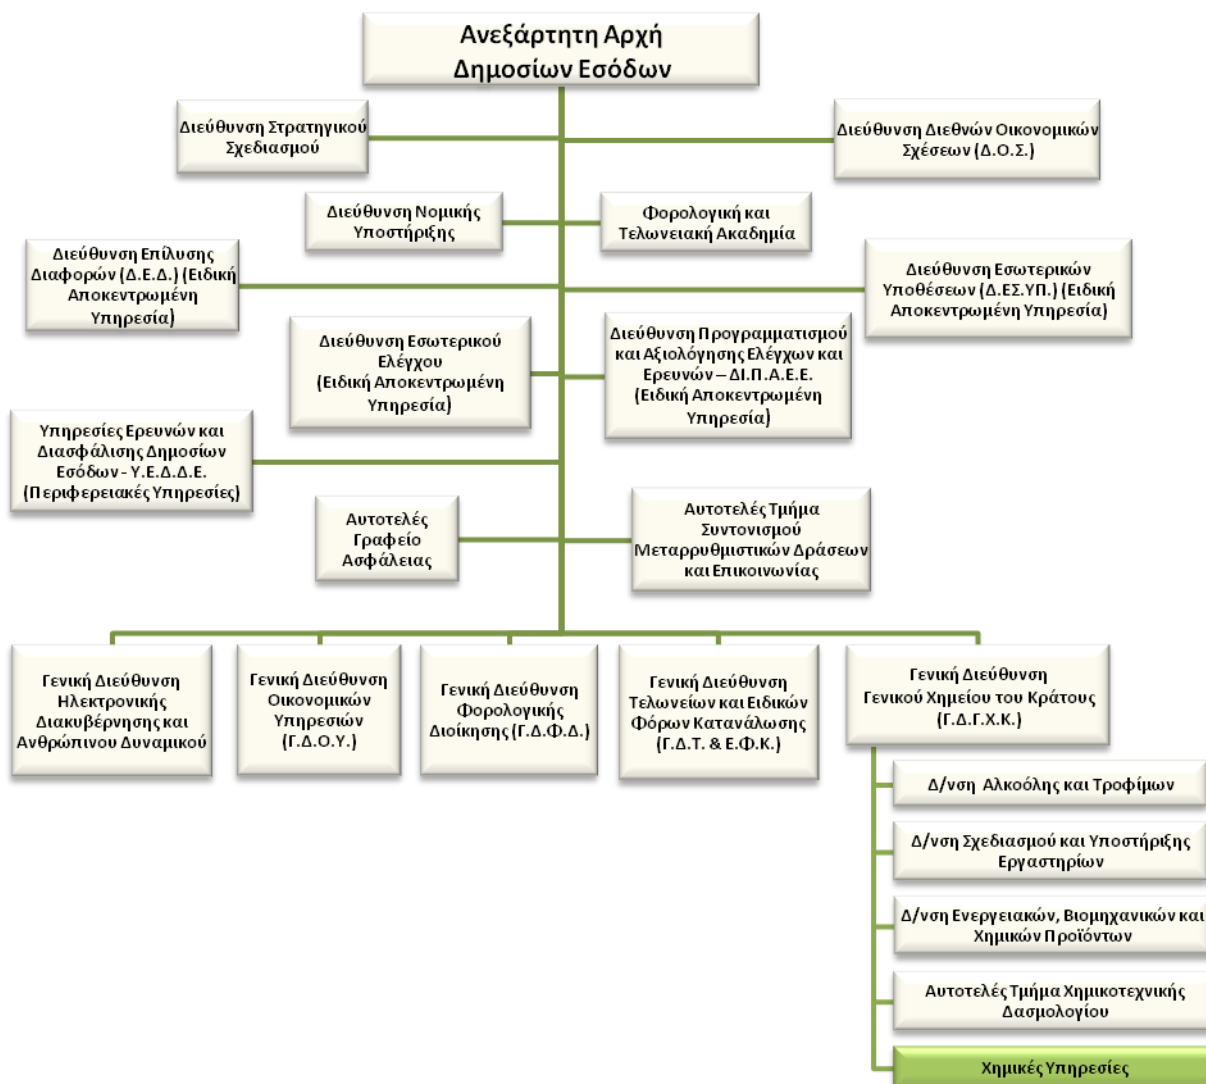 Ανεξάρτητη Αρχή
Δημοσίων Εσόδων
Διεύθυνση Στρατηγικού
Σχεδιασμού
Διεύθυνση Διεθνών Οικονομικών
Σχέσεων (Δ.Ο.Σ.)
Διεύθυνση Νομικής
Υποστήριξης
Φορολογική και
Τελωνειακή Ακαδημία
Διεύθυνση Επίλυσης
Διαφορών (Δ.Ε.Δ.) (Ειδική
Αποκεντρωμένη
Υπηρεσία)
Διεύθυνση Εσωτερικών
Υποθέσεων (Δ.ΕΣ.ΥΠ.) (Ειδική
Αποκεντρωμένη Υπηρεσία)
Διεύθυνση Εσωτερικού
Ελέγχου
(Ειδική Αποκεντρωμένη
Υπηρεσία)
Διεύθυνση Προγραμματισμού
και Αξιολόγησης Ελέγχων και
Ερευνών – ΔΙ.Π.Α.Ε.Ε.
(Ειδική Αποκεντρωμένη
Υπηρεσία)
Υπηρεσίες Ερευνών και
Διασφάλισης Δημοσίων
Εσόδων - Υ.Ε.Δ.Δ.Ε.
(Περιφερειακές Υπηρεσίες)
Αυτοτελές
Γραφείο
Ασφάλειας
Αυτοτελές Τμήμα
Συντονισμού
Μεταρρυθμιστικών Δράσεων
και Επικοινωνίας
Γενική Διεύθυνση
Ηλεκτρονικής
Διακυβέρνησης και
Ανθρώπινου Δυναμικού
Γενική Διεύθυνση
Οικονομικών
Υπηρεσιών
(Γ.Δ.Ο.Υ.)
Γενική Διεύθυνση
Φορολογικής
Διοίκησης (Γ.Δ.Φ.Δ.)
Γενική Διεύθυνση
Τελωνείων και Ειδικών
Φόρων Κατανάλωσης
(Γ.Δ.Τ. & Ε.Φ.Κ.)
Γενική Διεύθυνση
Γενικού Χημείου του Κράτους
(Γ.Δ.Γ.Χ.Κ.)
Δ/νση Αλκοόλης και Τροφίμων
Δ/νση Σχεδιασμού και Υποστήριξης
Εργαστηρίων
Δ/νση Ενεργειακών, Βιομηχανικών και
Χημικών Προϊόντων
Αυτοτελές Τμήμα Χημικοτεχνικής
Δασμολογίου
Χημικές Υπηρεσίες